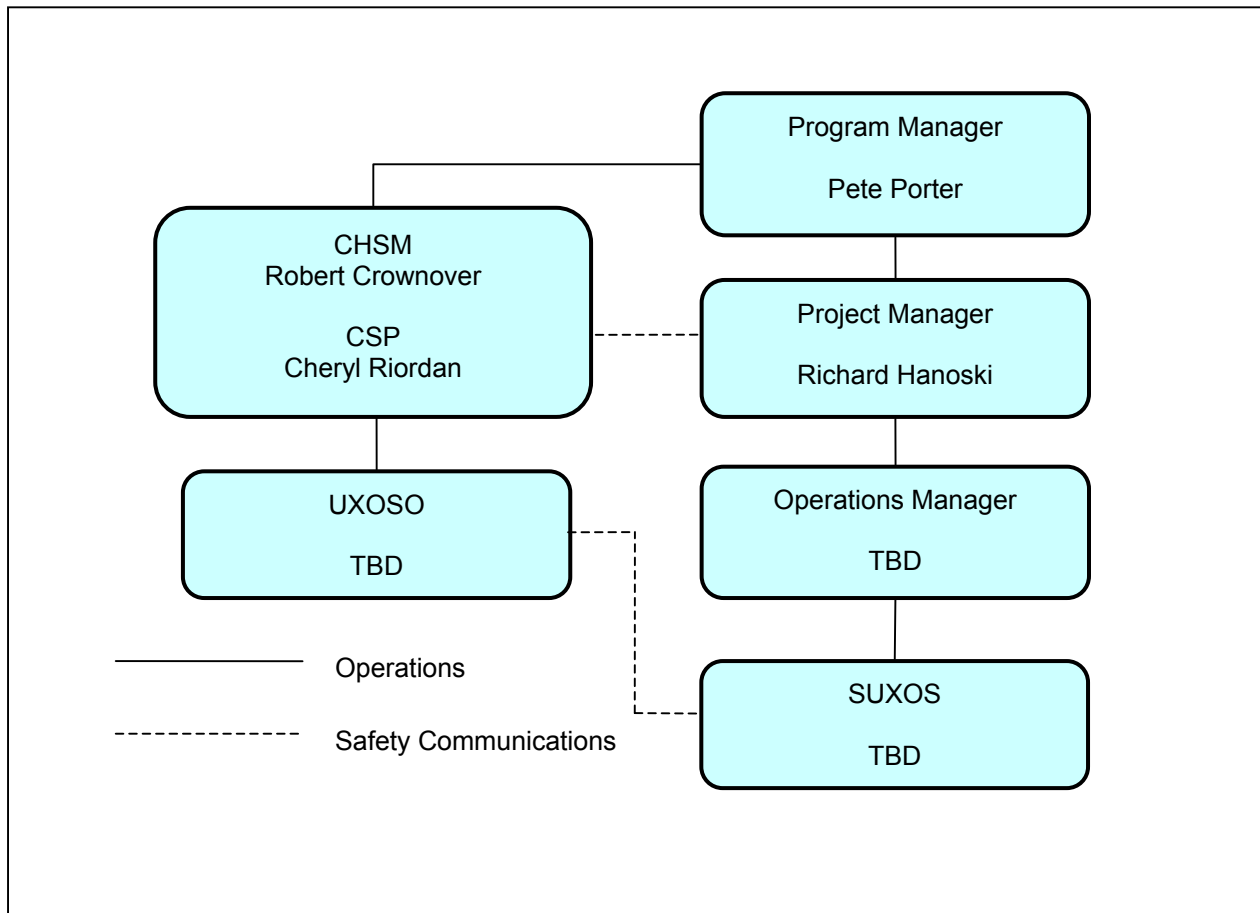 Program Manager
Pete Porter
CHSM
Robert Crownover
CSP
Cheryl Riordan
Project Manager
Richard Hanoski
UXOSO
TBD
Operations Manager
TBD
Operations
Safety Communications
SUXOS
TBD